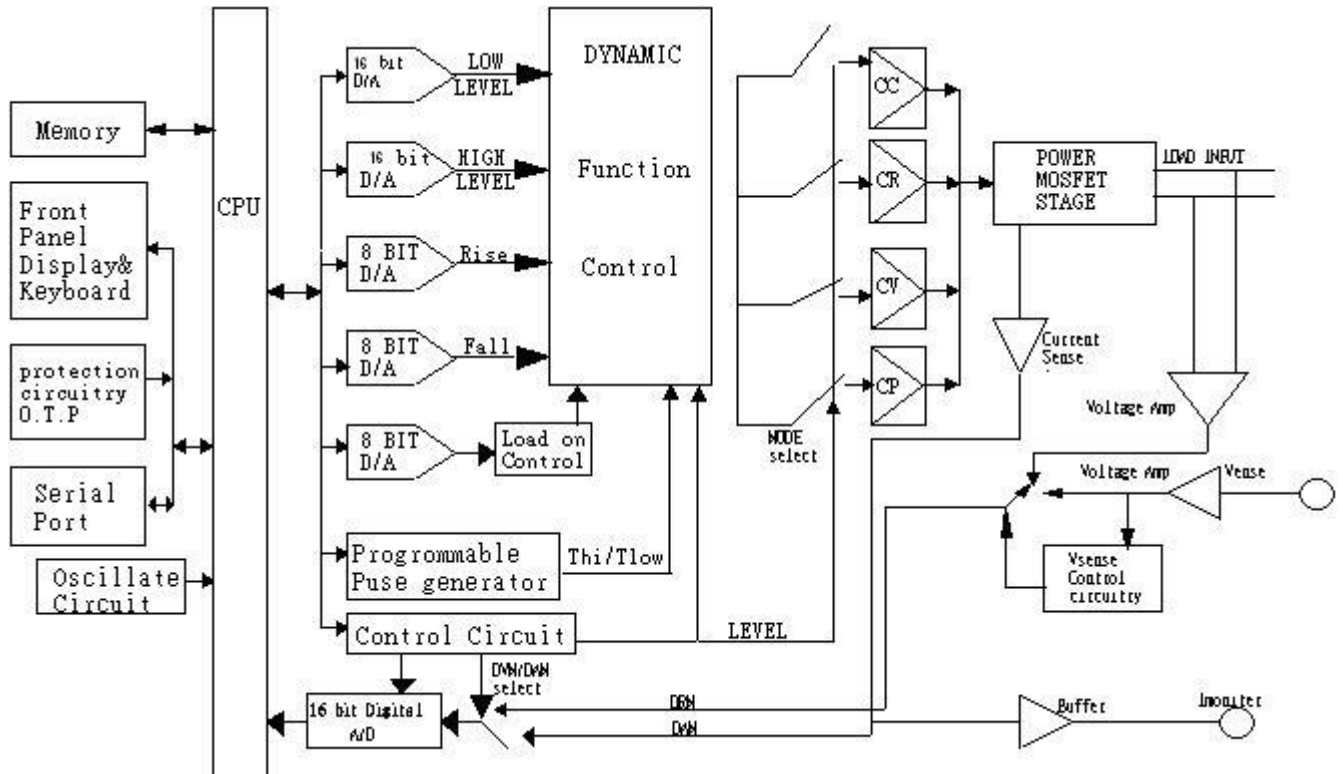 Memory
Front
Panel
Display&
Keyboard
protection
circuitry
O.T.P
Serial
Port
Oscillate
Circuit
CPU
16 bit
D/A
LOW
LEVEL
16 bit
D/A
HIGH
LEVEL
8 BIT
D/A
Rise
8 BIT
D/A
Fall
8 BIT
D/A
Load on
Control
DYNAMIC
Function
Control
Programmable
Puse generator
Thi/Tlow
Control Circuit
LEVEL
DVM/DAM
select
16 bit Digital
A/D
MODE
select
CC
CR
CV
CP
POWER
MOSFET
STAGE
LOAD INPUT
Current
Sense
Voltage Amp
Voltage Amp
Vense
Vsense
Control
circuitry
DAM
Buffer
Imoniter